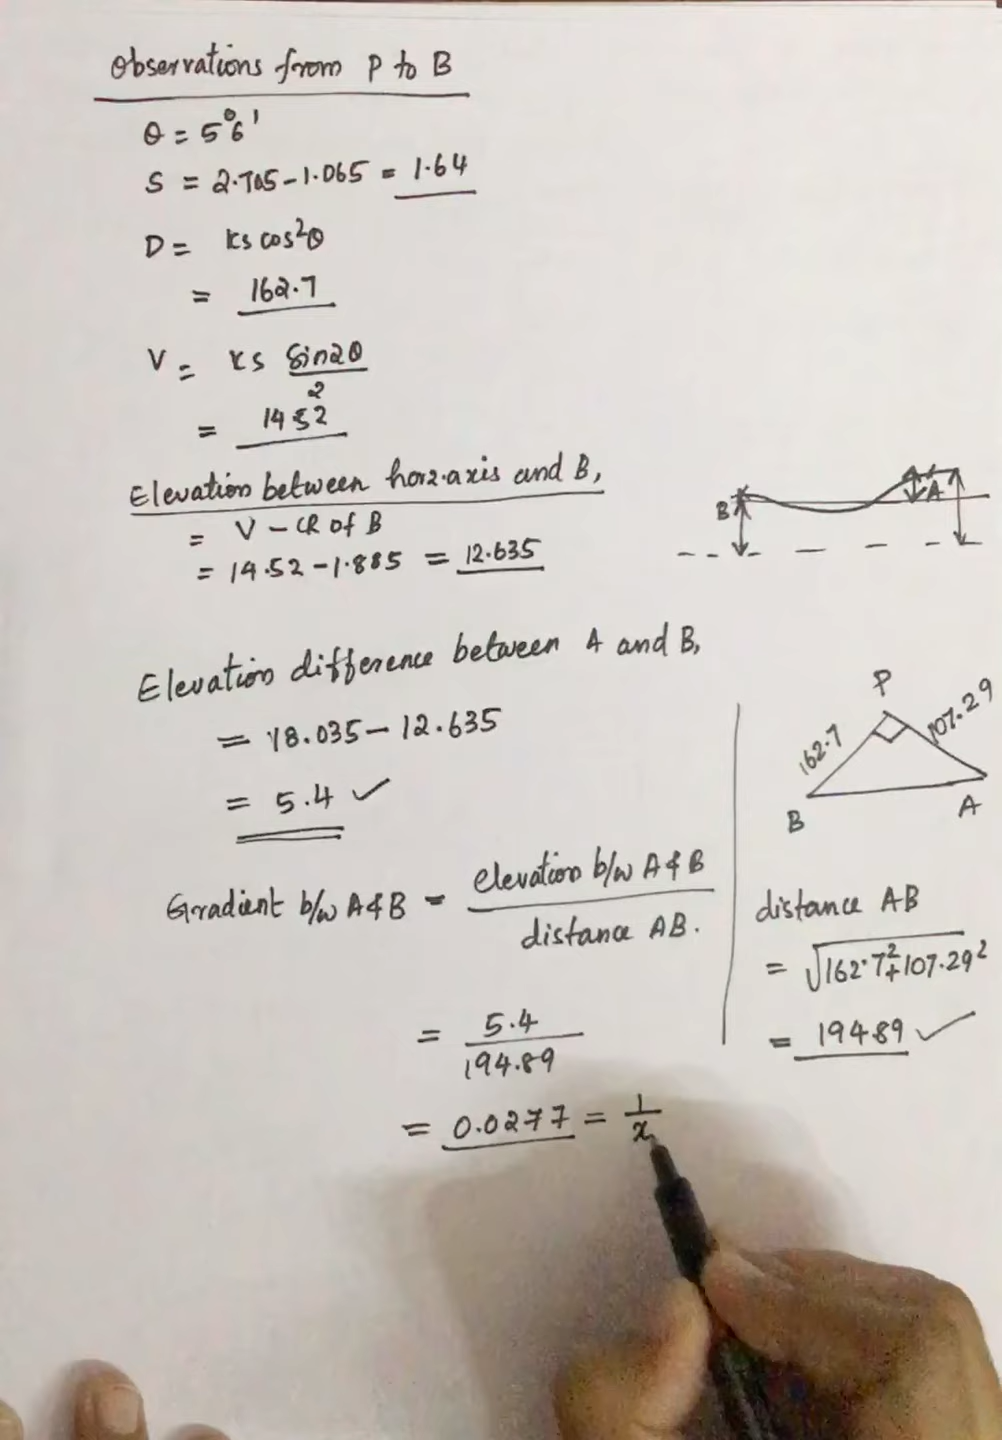 Observations from P to B
θ = 5°6'
S = 2.705-1.065 = 1.64
D = ks cos²θ
= 162.7
V = ks sin2θ/2
= 14.52
Elevation between horz.axis and B,
= V - CR of B
= 14.52-1.885 = 12.635
B A
Elevation difference between A and B,
= 18.035-12.635
= 5.4 ✓
P
162.7 107.29
B A
Gradient b/w A&B = elevation b/w A&B / distance AB.
distance AB
= √162.7²+107.29²
= 194.89 ✓
= 5.4/194.89
= 0.0277 = 1/x